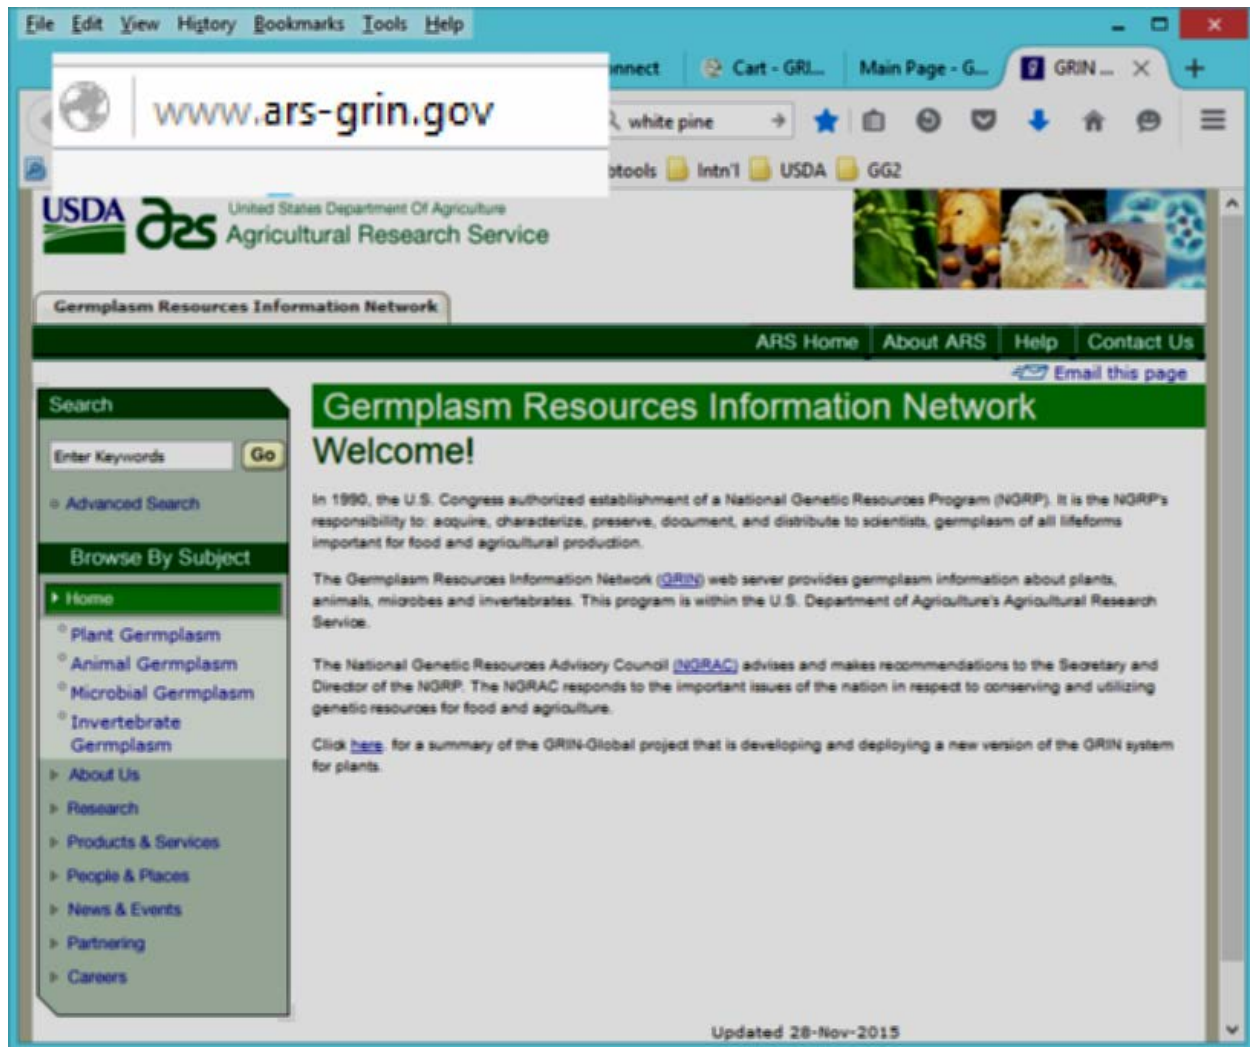 File Edit View History Bookmarks Tools Help
Cart - GRI... Main Page - G... GRIN ...
www.ars-grin.gov
white pine
Intn'l USDA GG2
USDA ars United States Department Of Agriculture
Agricultural Research Service
Germplasm Resources Information Network
ARS Home About ARS Help Contact Us
Email this page
Search
Enter Keywords Go
Advanced Search
Browse By Subject
Home
Plant Germplasm
Animal Germplasm
Microbial Germplasm
Invertebrate
Germplasm
About Us
Research
Products & Services
People & Places
News & Events
Partnering
Careers
Germplasm Resources Information Network
Welcome!
In 1990, the U.S. Congress authorized establishment of a National Genetic Resources Program (NGRP). It is the NGRP's
responsibility to: acquire, characterize, preserve, document, and distribute to scientists, germplasm of all lifeforms
important for food and agricultural production.
The Germplasm Resources Information Network (GRIN) web server provides germplasm information about plants,
animals, microbes and invertebrates. This program is within the U.S. Department of Agriculture's Agricultural Research
Service.
The National Genetic Resources Advisory Council (NGRAC) advises and makes recommendations to the Secretary and
Director of the NGRP. The NGRAC responds to the important issues of the nation in respect to conserving and utilizing
genetic resources for food and agriculture.
Click here. for a summary of the GRIN-Global project that is developing and deploying a new version of the GRIN system
for plants.
Updated 28-Nov-2015